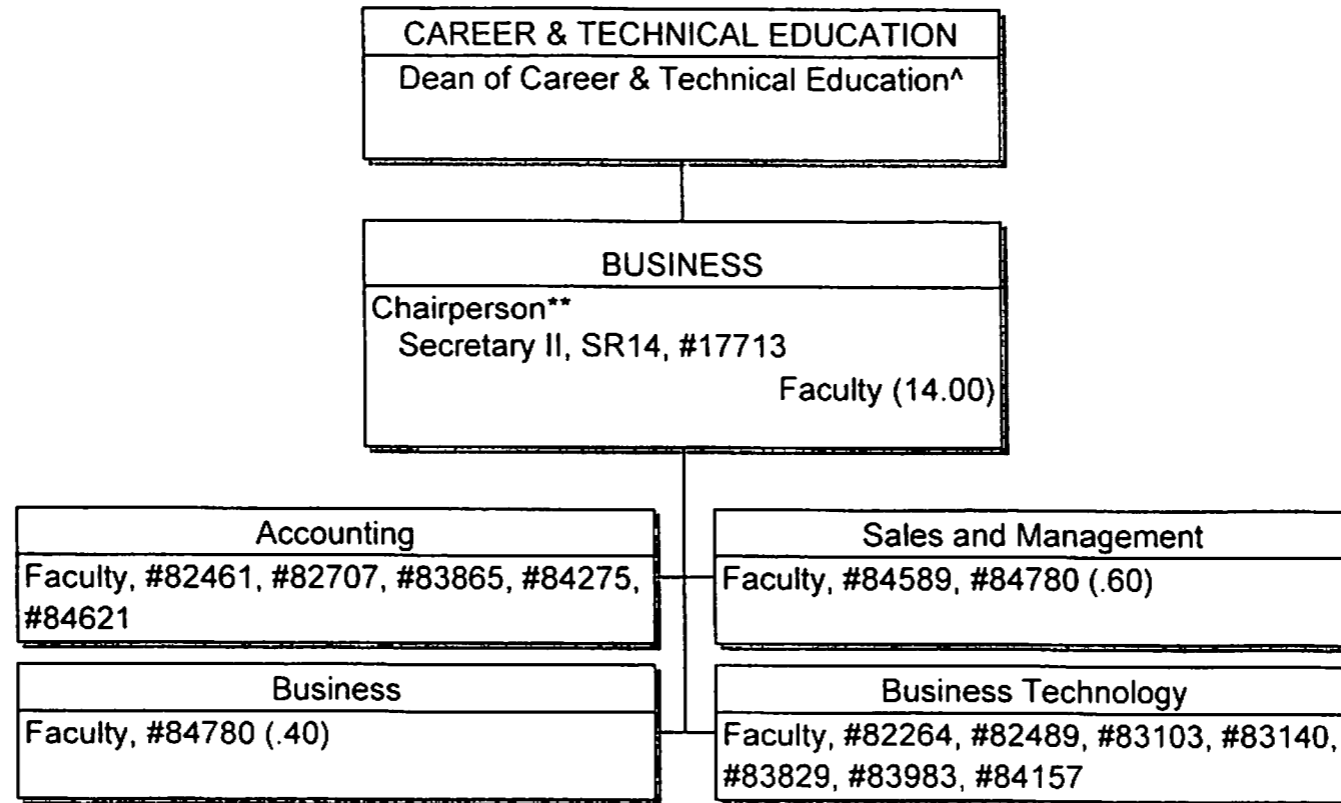 CAREER & TECHNICAL EDUCATION
Dean of Career & Technical Education^
BUSINESS
Chairperson**
Secretary II, SR14, #17713
Faculty (14.00)
Accounting
Faculty, #82461, #82707, #83865, #84275,
#84621
Sales and Management
Faculty, #84589, #84780 (.60)
Business
Faculty, #84780 (.40)
Business Technology
Faculty, #82264, #82489, #83103, #83140,
#83829, #83983, #84157